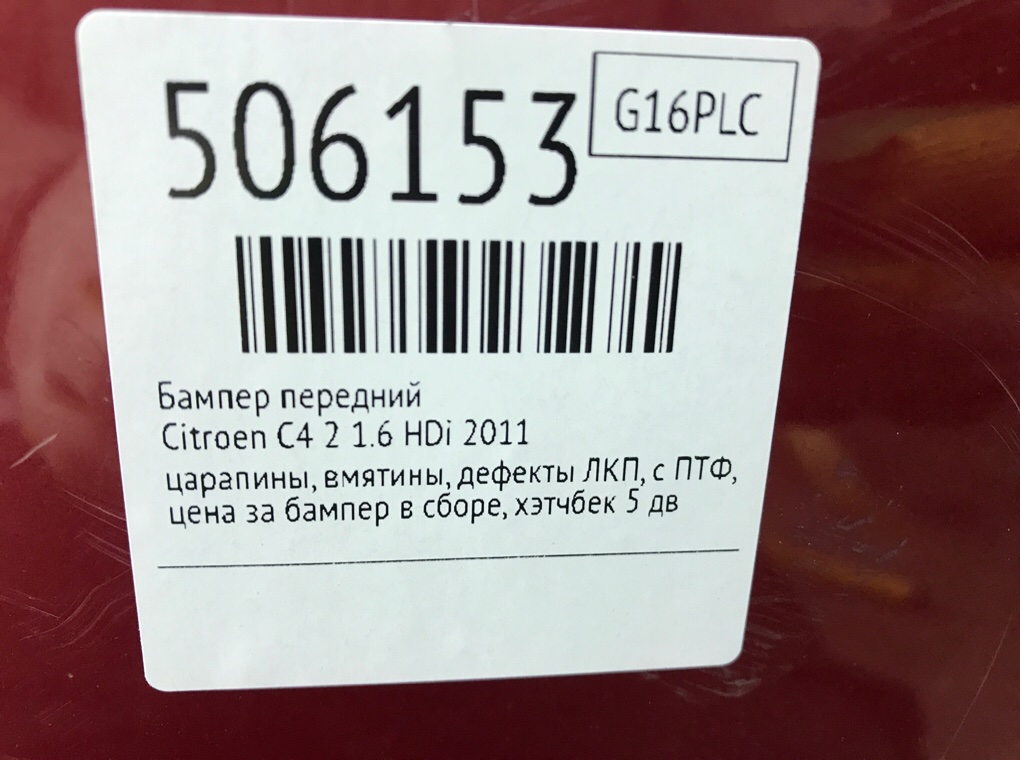 506153
G16PLC
Бампер передний
Citroen C4 2 1.6 HDi 2011
царапины, вмятины, дефекты ЛКП, с ПТФ,
цена за бампер в сборе, хэтчбек 5 дв